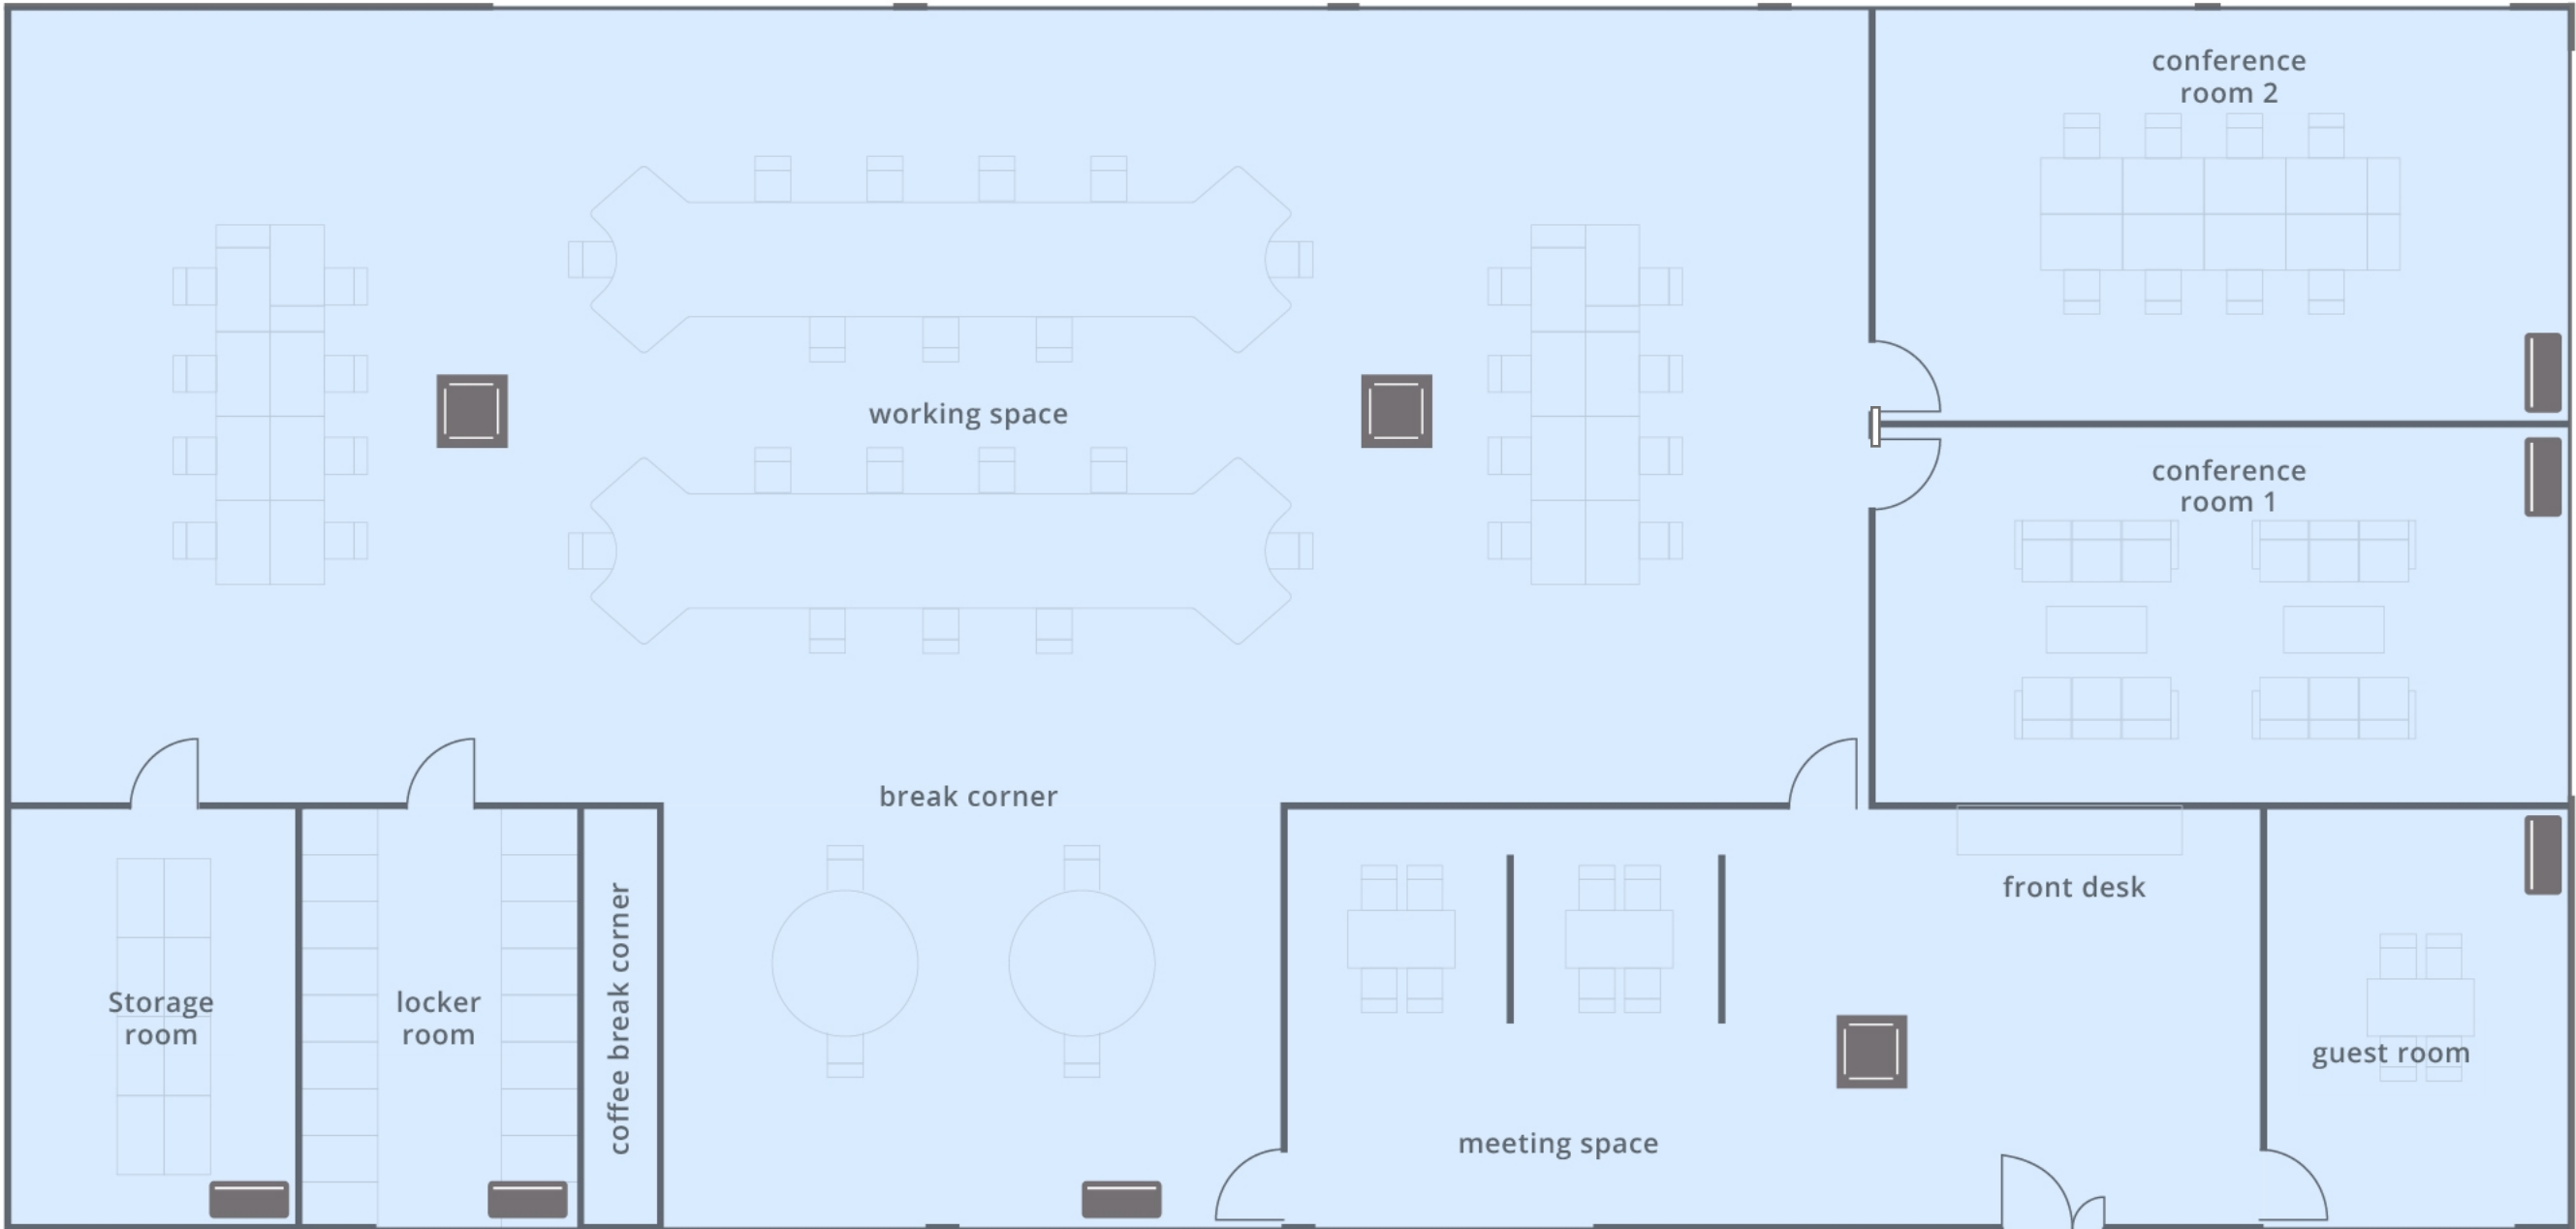 conference
room 2
working space
conference
room 1
break corner
front desk
coffee break corner
Storage
room
locker
room
guest room
meeting space